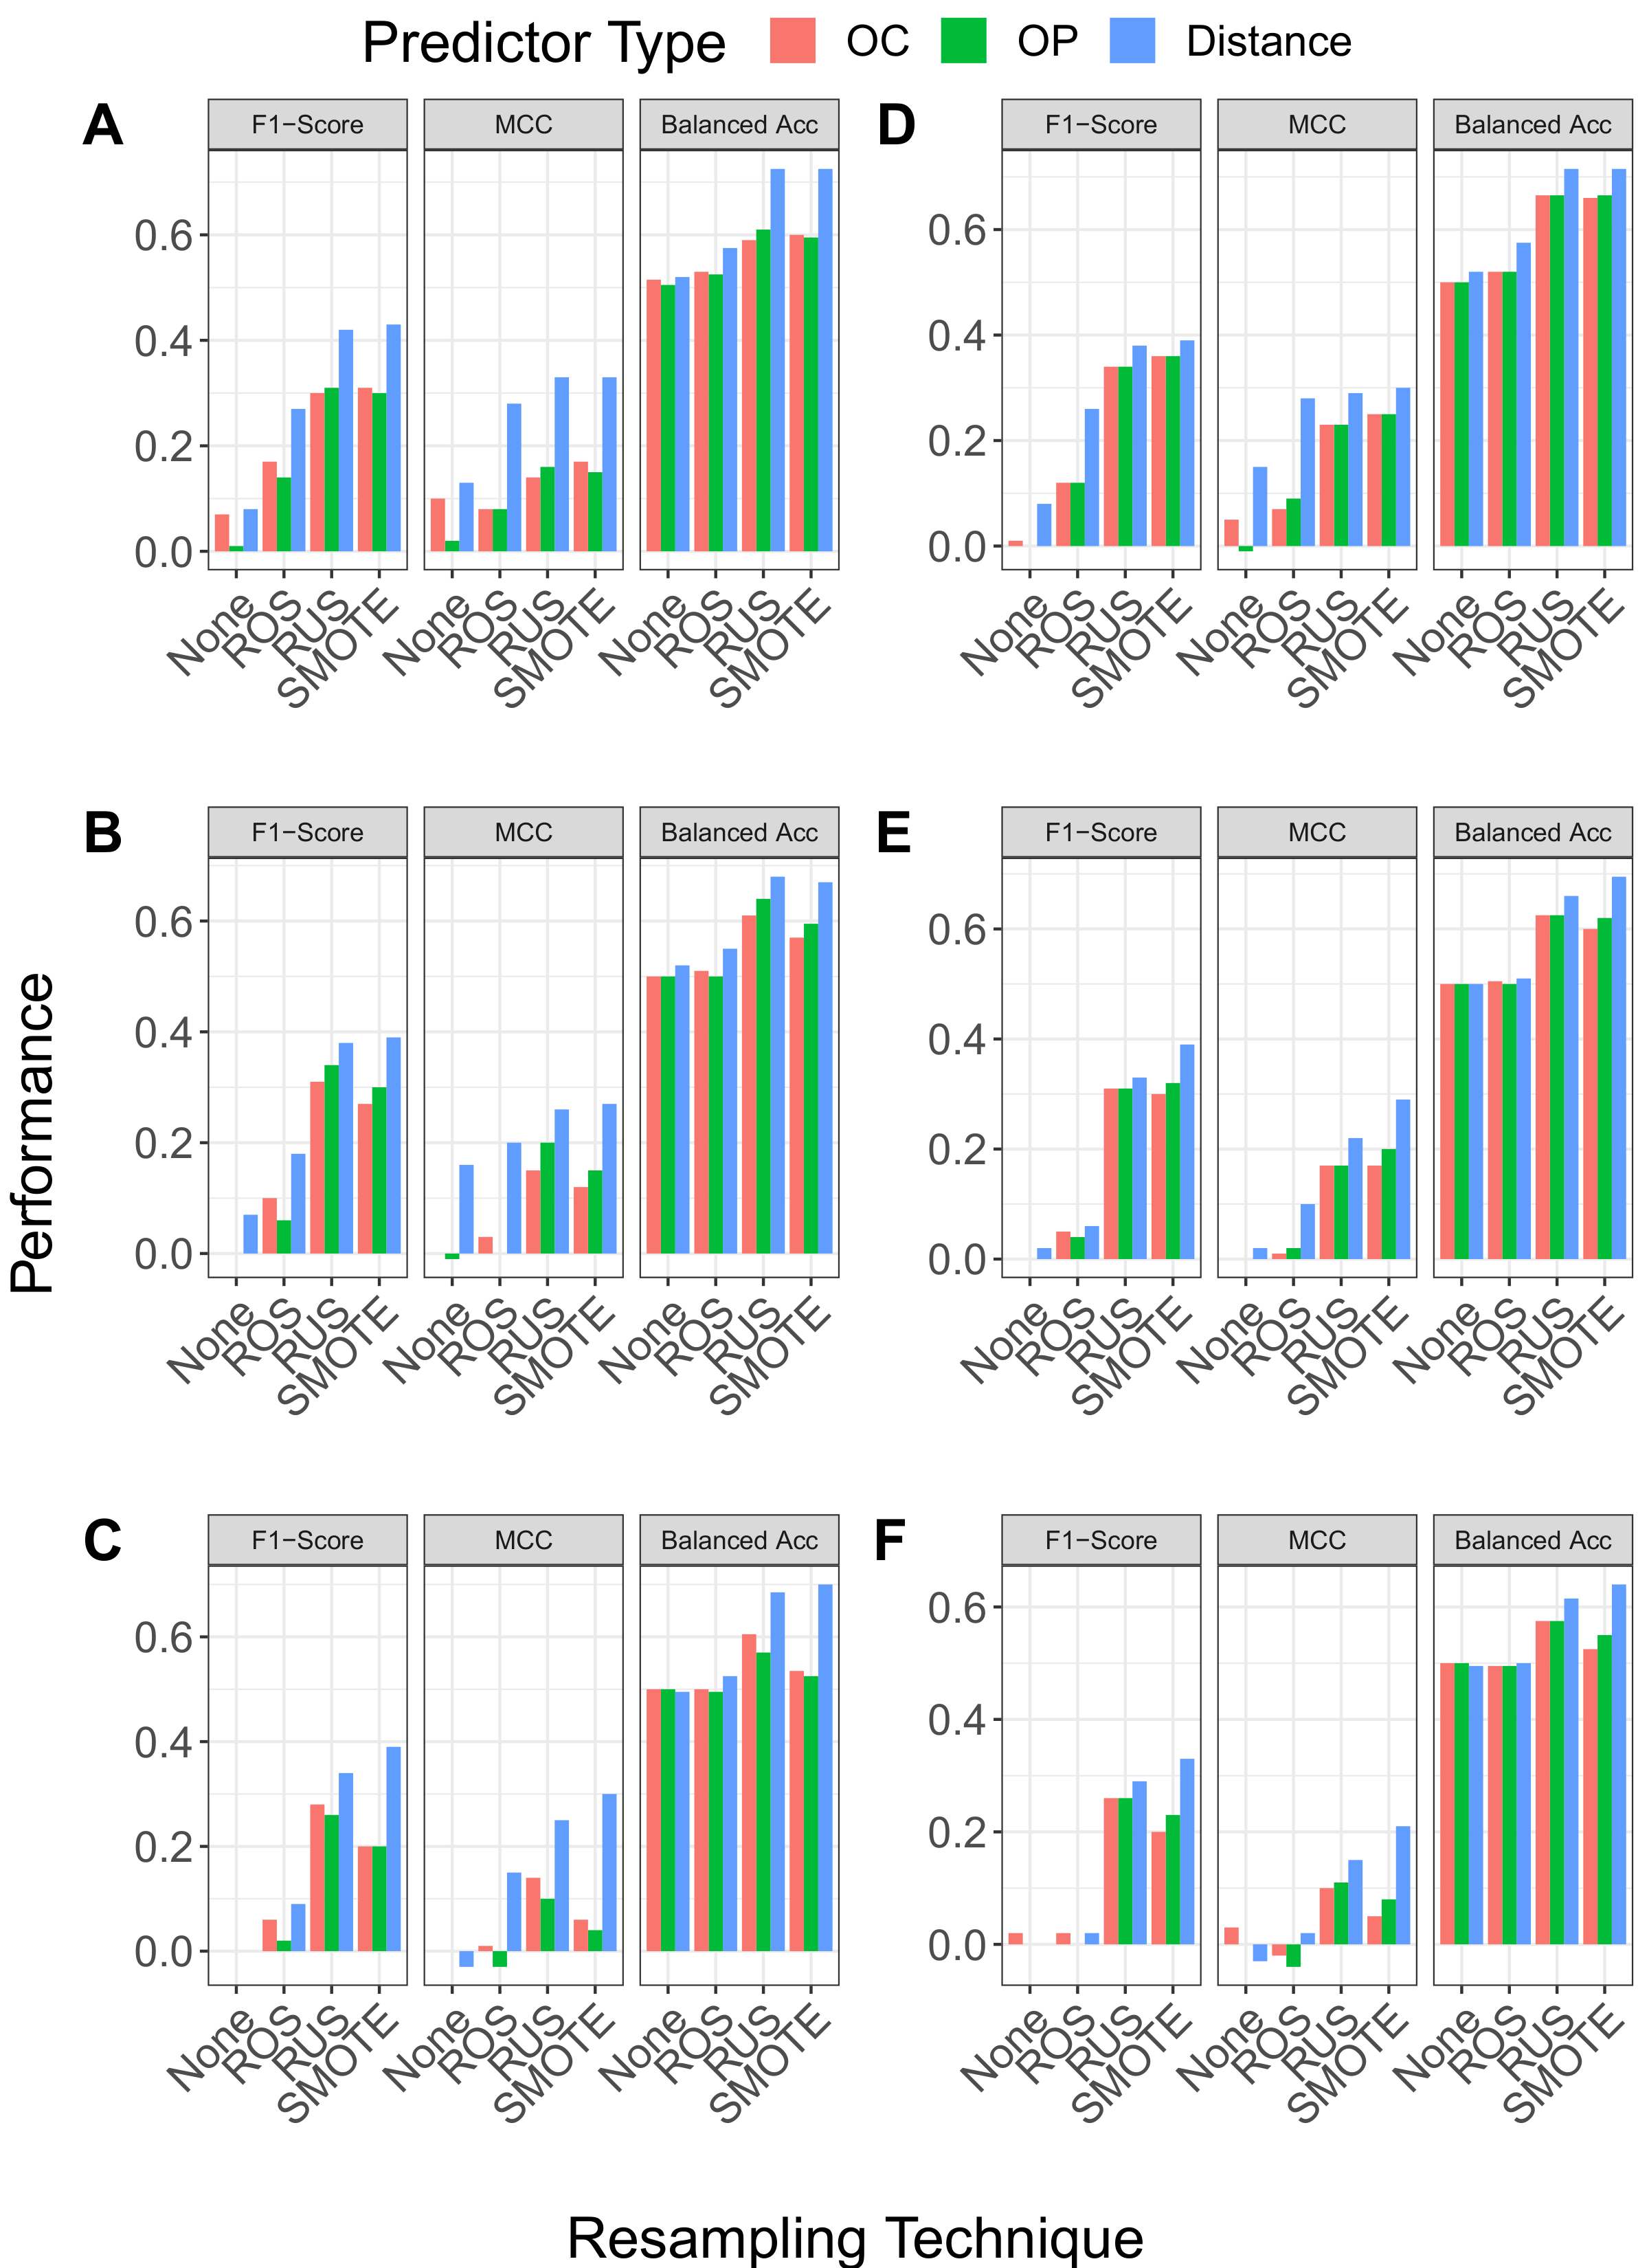 Predictor Type OC OP Distance
A
F1−Score MCC Balanced Acc
0.6
0.4
0.2
0.0
None ROS RUS SMOTE None ROS RUS SMOTE None ROS RUS SMOTE
D
F1−Score MCC Balanced Acc
0.6
0.4
0.2
0.0
None ROS RUS SMOTE None ROS RUS SMOTE None ROS RUS SMOTE
Performance
B
F1−Score MCC Balanced Acc
0.6
0.4
0.2
0.0
None ROS RUS SMOTE None ROS RUS SMOTE None ROS RUS SMOTE
E
F1−Score MCC Balanced Acc
0.6
0.4
0.2
0.0
None ROS RUS SMOTE None ROS RUS SMOTE None ROS RUS SMOTE
C
F1−Score MCC Balanced Acc
0.6
0.4
0.2
0.0
None ROS RUS SMOTE None ROS RUS SMOTE None ROS RUS SMOTE
F
F1−Score MCC Balanced Acc
0.6
0.4
0.2
0.0
None ROS RUS SMOTE None ROS RUS SMOTE None ROS RUS SMOTE
Resampling Technique